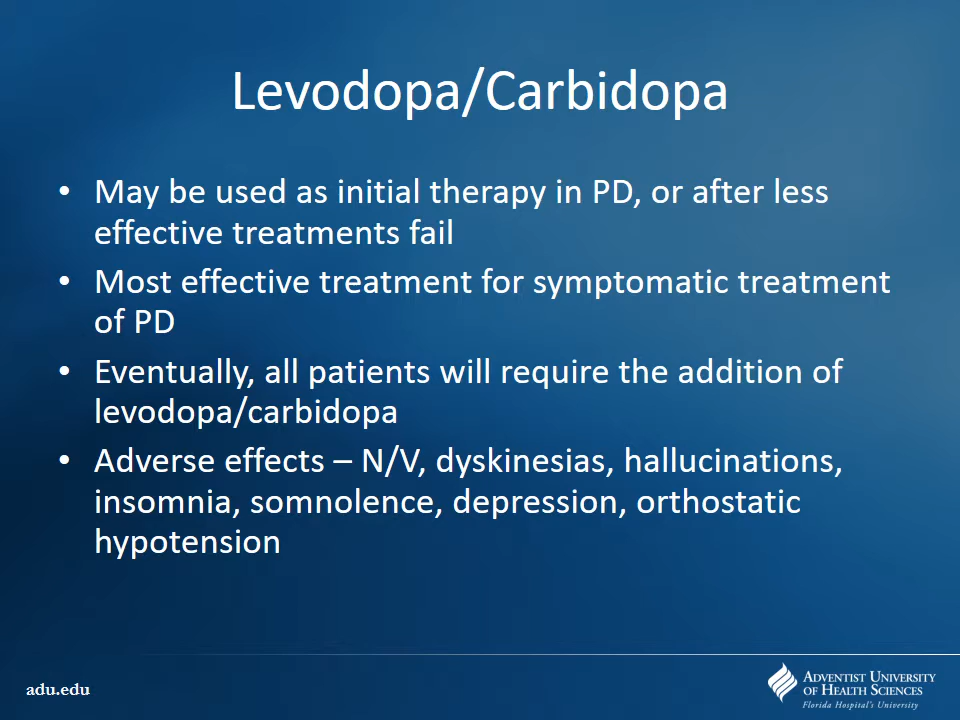 Levodopa/Carbidopa
• May be used as initial therapy in PD, or after less
effective treatments fail
• Most effective treatment for symptomatic treatment
of PD
• Eventually, all patients will require the addition of
levodopa/carbidopa
• Adverse effects – N/V, dyskinesias, hallucinations,
insomnia, somnolence, depression, orthostatic
hypotension
adu.edu
ADVENTIST UNIVERSITY
OF HEALTH SCIENCES
Florida Hospital's University